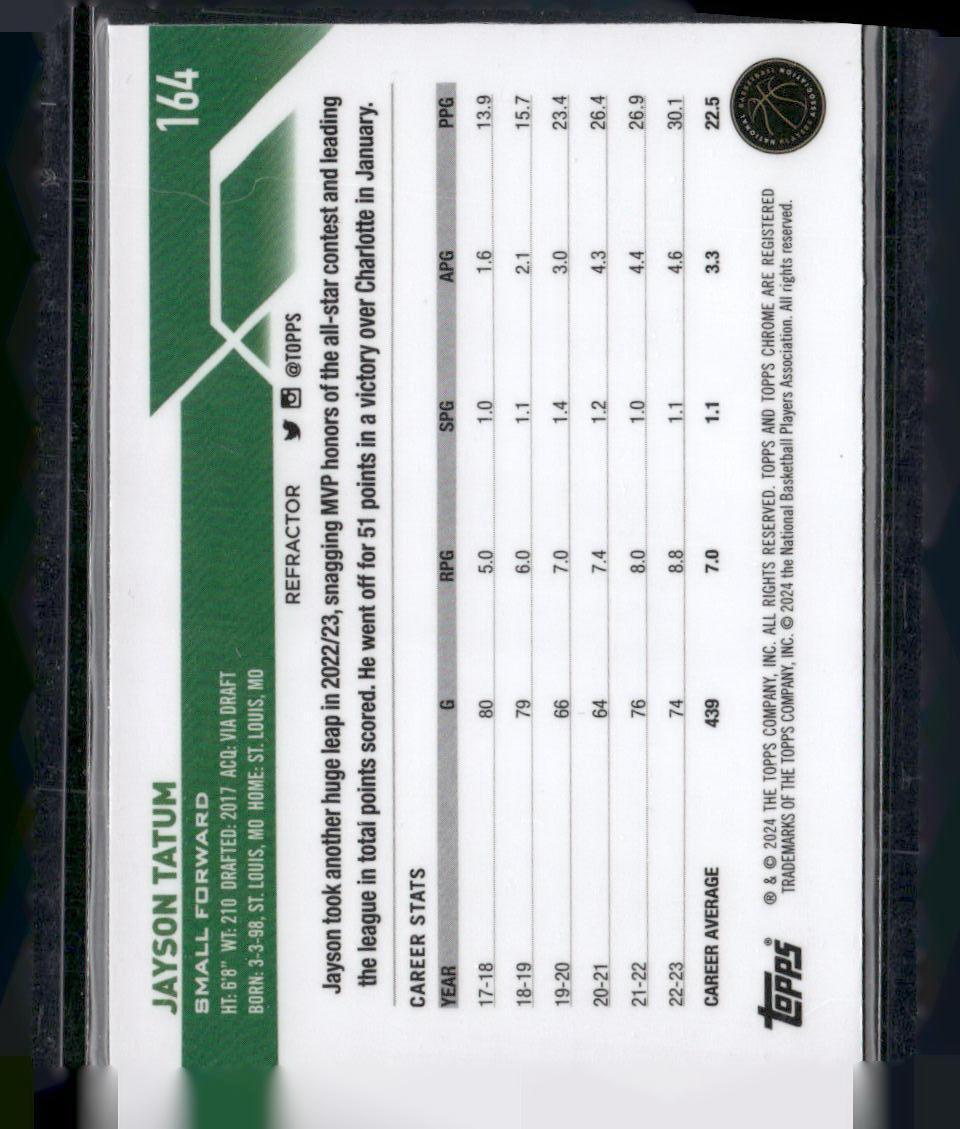 164
JAYSON TATUM
SMALL FORWARD
HT: 6'8" WT: 210 DRAFTED: 2017 ACQ: VIA DRAFT
BORN: 3-3-98, ST. LOUIS, MO HOME: ST. LOUIS, MO
REFRACTOR @TOPPS
Jayson took another huge leap in 2022/23, snagging MVP honors of the all-star contest and leading
the league in total points scored. He went off for 51 points in a victory over Charlotte in January.
CAREER STATS
YEAR G RPG SPG APG PPG
17-18 80 5.0 1.0 1.6 13.9
18-19 79 6.0 1.1 2.1 15.7
19-20 66 7.0 1.4 3.0 23.4
20-21 64 7.4 1.2 4.3 26.4
21-22 76 8.0 1.0 4.4 26.9
22-23 74 8.8 1.1 4.6 30.1
CAREER AVERAGE 439 7.0 1.1 3.3 22.5
topps®
® & © 2024 THE TOPPS COMPANY, INC. ALL RIGHTS RESERVED. TOPPS AND TOPPS CHROME ARE REGISTERED
TRADEMARKS OF THE TOPPS COMPANY, INC. © 2024 the National Basketball Players Association. All rights reserved.
NATIONAL BASKETBALL PLAYERS ASSOCIATION